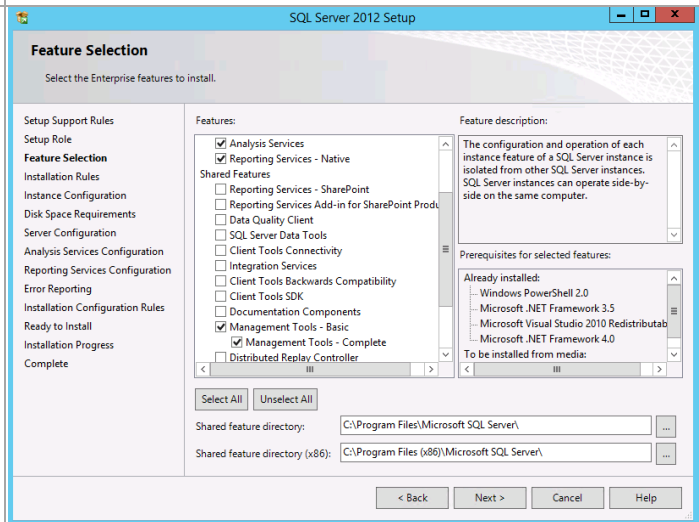 SQL Server 2012 Setup
Feature Selection
Select the Enterprise features to install.
Setup Support Rules
Setup Role
Feature Selection
Installation Rules
Instance Configuration
Disk Space Requirements
Server Configuration
Analysis Services Configuration
Reporting Services Configuration
Error Reporting
Installation Configuration Rules
Ready to Install
Installation Progress
Complete
Features:
Analysis Services
Reporting Services - Native
Shared Features
Reporting Services - SharePoint
Reporting Services Add-in for SharePoint Produ
Data Quality Client
SQL Server Data Tools
Client Tools Connectivity
Integration Services
Client Tools Backwards Compatibility
Client Tools SDK
Documentation Components
Management Tools - Basic
Management Tools - Complete
Distributed Replay Controller
Feature description:
The configuration and operation of each
instance feature of a SQL Server instance is
isolated from other SQL Server instances.
SQL Server instances can operate side-by-
side on the same computer.
Prerequisites for selected features:
Already installed:
Windows PowerShell 2.0
Microsoft .NET Framework 3.5
Microsoft Visual Studio 2010 Redistributab
Microsoft .NET Framework 4.0
To be installed from media:
Select All
Unselect All
Shared feature directory:
C:\Program Files\Microsoft SQL Server\
...
Shared feature directory (x86):
C:\Program Files (x86)\Microsoft SQL Server\
...
< Back
Next >
Cancel
Help